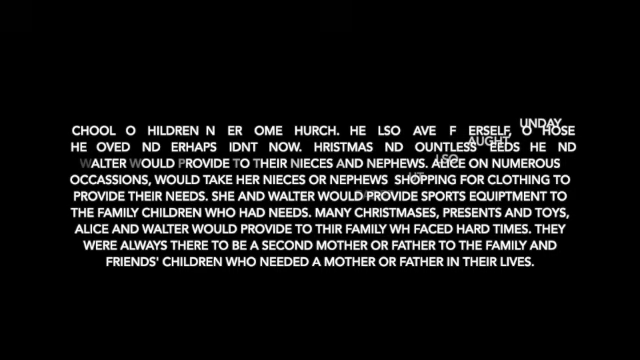 UNDAY
AUGHT
LSO
UT
CHOOL O HILDREN N ER OME HURCH. HE LSO AVE F ERSELF, O HOSE
HE OVED ND ERHAPS IDNT NOW. HRISTMAS ND OUNTLESS EEDS HE ND
WALTER WOULD PROVIDE TO THEIR NIECES AND NEPHEWS. ALICE ON NUMEROUS
OCCASSIONS, WOULD TAKE HER NIECES OR NEPHEWS SHOPPING FOR CLOTHING TO
PROVIDE THEIR NEEDS. SHE AND WALTER WOULD PROVIDE SPORTS EQUIPTMENT TO
THE FAMILY CHILDREN WHO HAD NEEDS. MANY CHRISTMASES, PRESENTS AND TOYS,
ALICE AND WALTER WOULD PROVIDE TO THIR FAMILY WH FACED HARD TIMES. THEY
WERE ALWAYS THERE TO BE A SECOND MOTHER OR FATHER TO THE FAMILY AND
FRIENDS' CHILDREN WHO NEEDED A MOTHER OR FATHER IN THEIR LIVES.